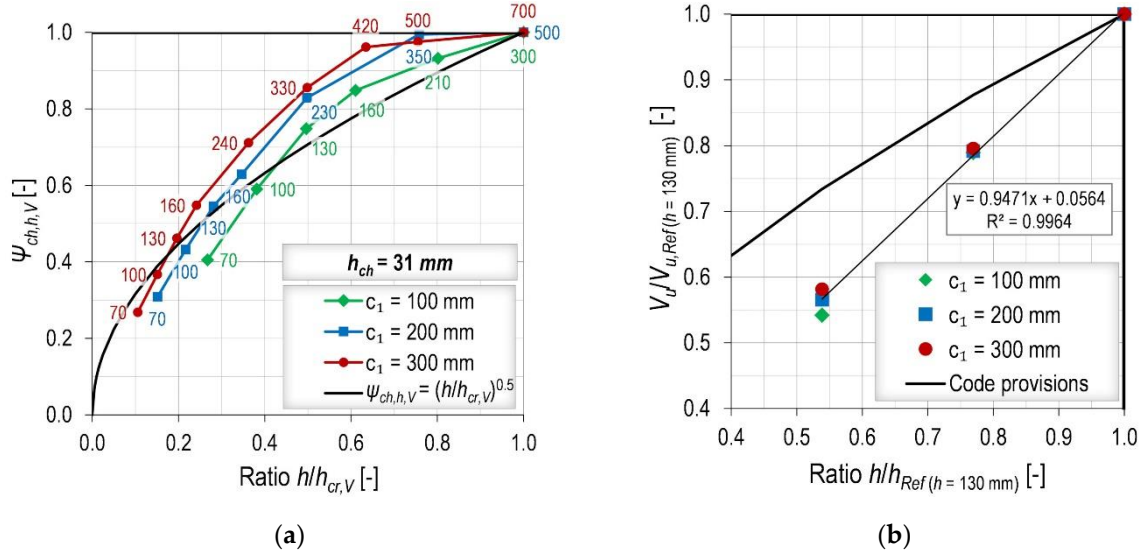 ψch,h,V [-]
1.0
0.8
0.6
0.4
0.2
0.0
0.0 0.2 0.4 0.6 0.8 1.0
Ratio h/hcr,V [-]
700
420 500
500
350 300
330 210
230 160
240 130
160 160 100
130 130
100 100 70
70 70
hch = 31 mm
c1 = 100 mm
c1 = 200 mm
c1 = 300 mm
ψch,h,V = (h/hcr,V)0.5
(a)
Vu/Vu,Ref (h = 130 mm) [-]
1.0
0.9
0.8
0.7
0.6
0.5
0.4
0.4 0.5 0.6 0.7 0.8 0.9 1.0
Ratio h/hRef (h = 130 mm) [-]
y = 0.9471x + 0.0564
R² = 0.9964
c1 = 100 mm
c1 = 200 mm
c1 = 300 mm
Code provisions
(b)